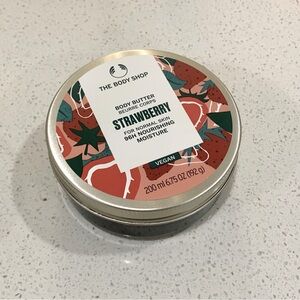 THE BODY SHOP
BODY BUTTER
BEURRE CORPS
STRAWBERRY
FOR NORMAL SKIN
96H NOURISHING
MOISTURE
VEGAN
200 ml 6.75 OZ (192 g)